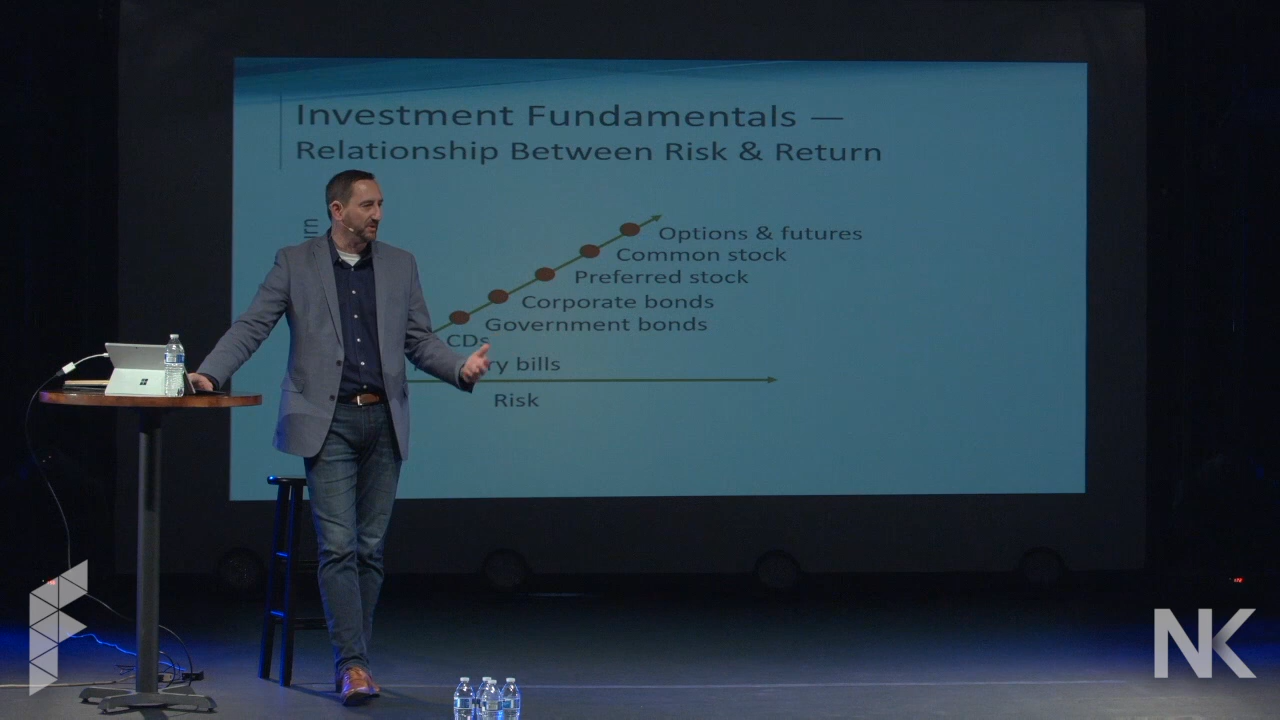 Investment Fundamentals —
Relationship Between Risk & Return
Options & futures
Common stock
Preferred stock
Corporate bonds
Government bonds
CDs
bills
Risk
NK